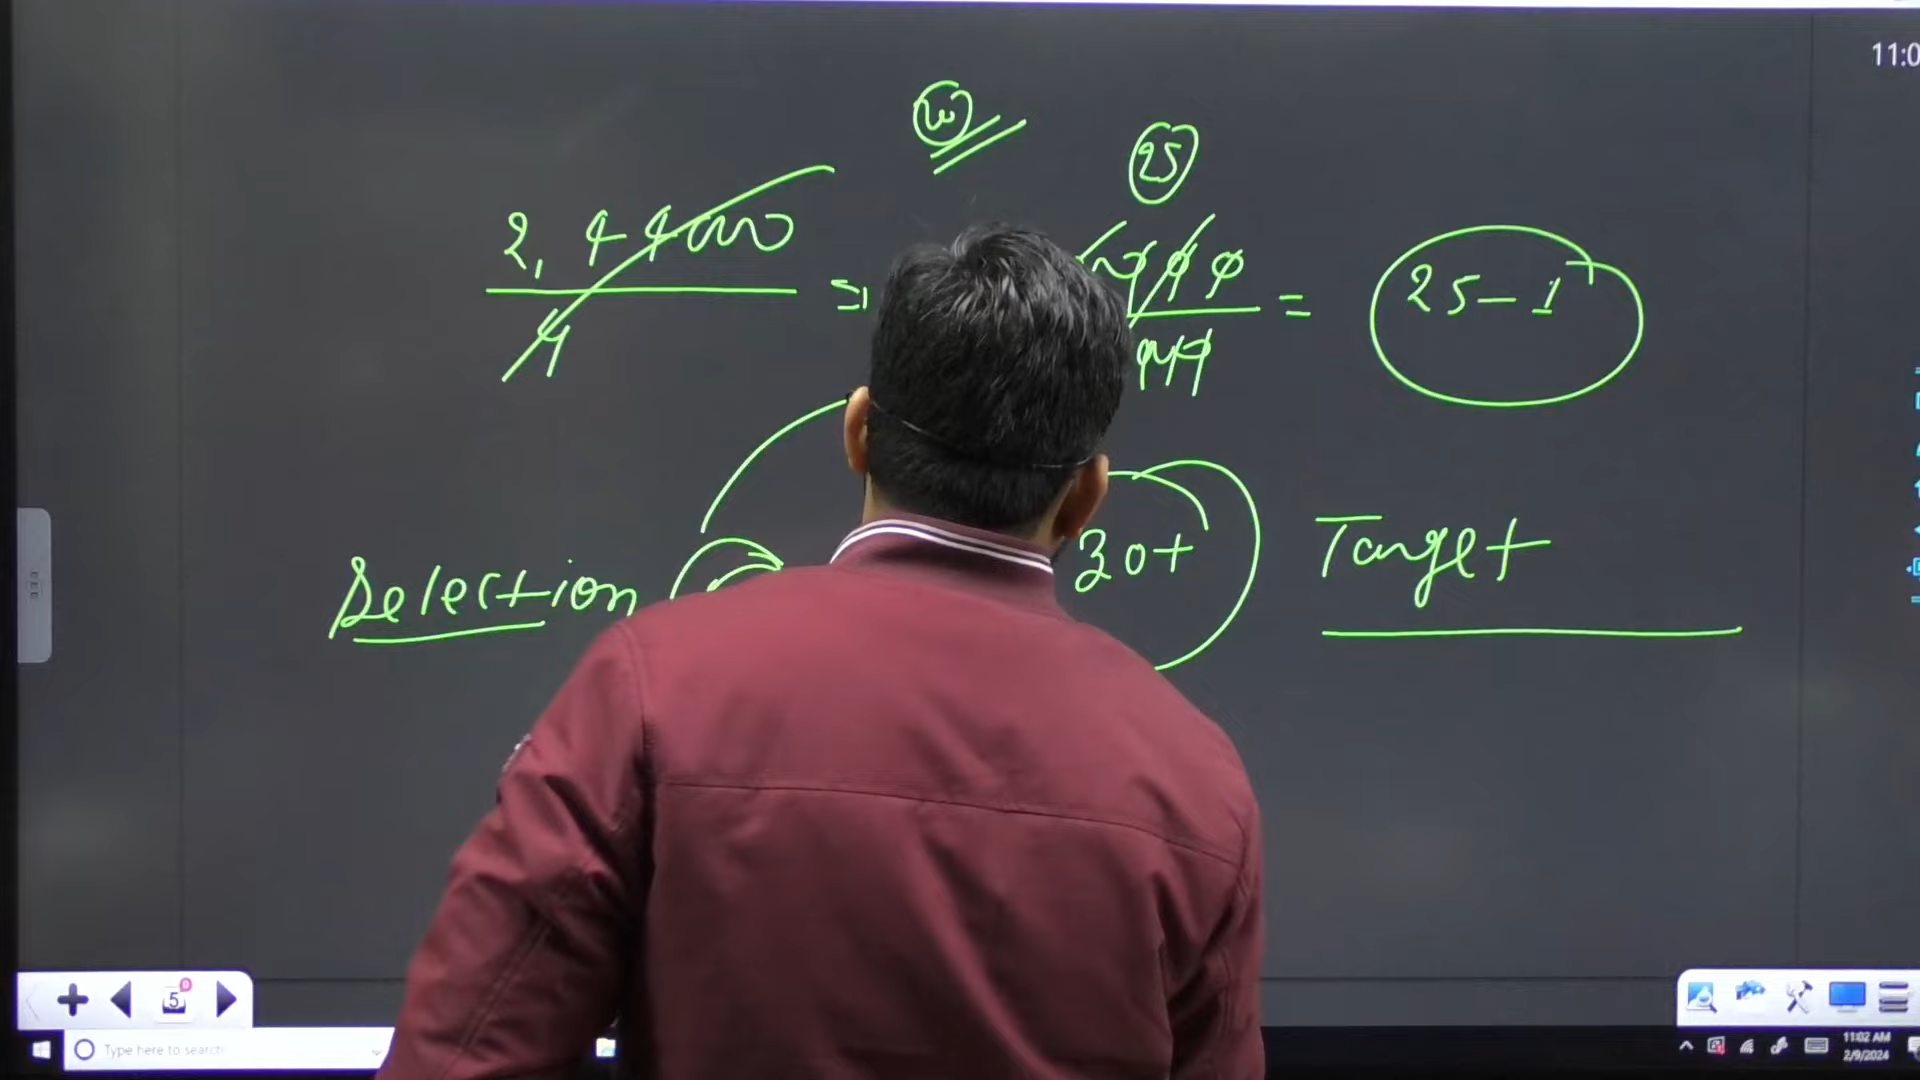 11:0
25
2,44000
=
25-1
4
Selection
30+
Target
5
Type here to search
11:02 AM
2/9/2024